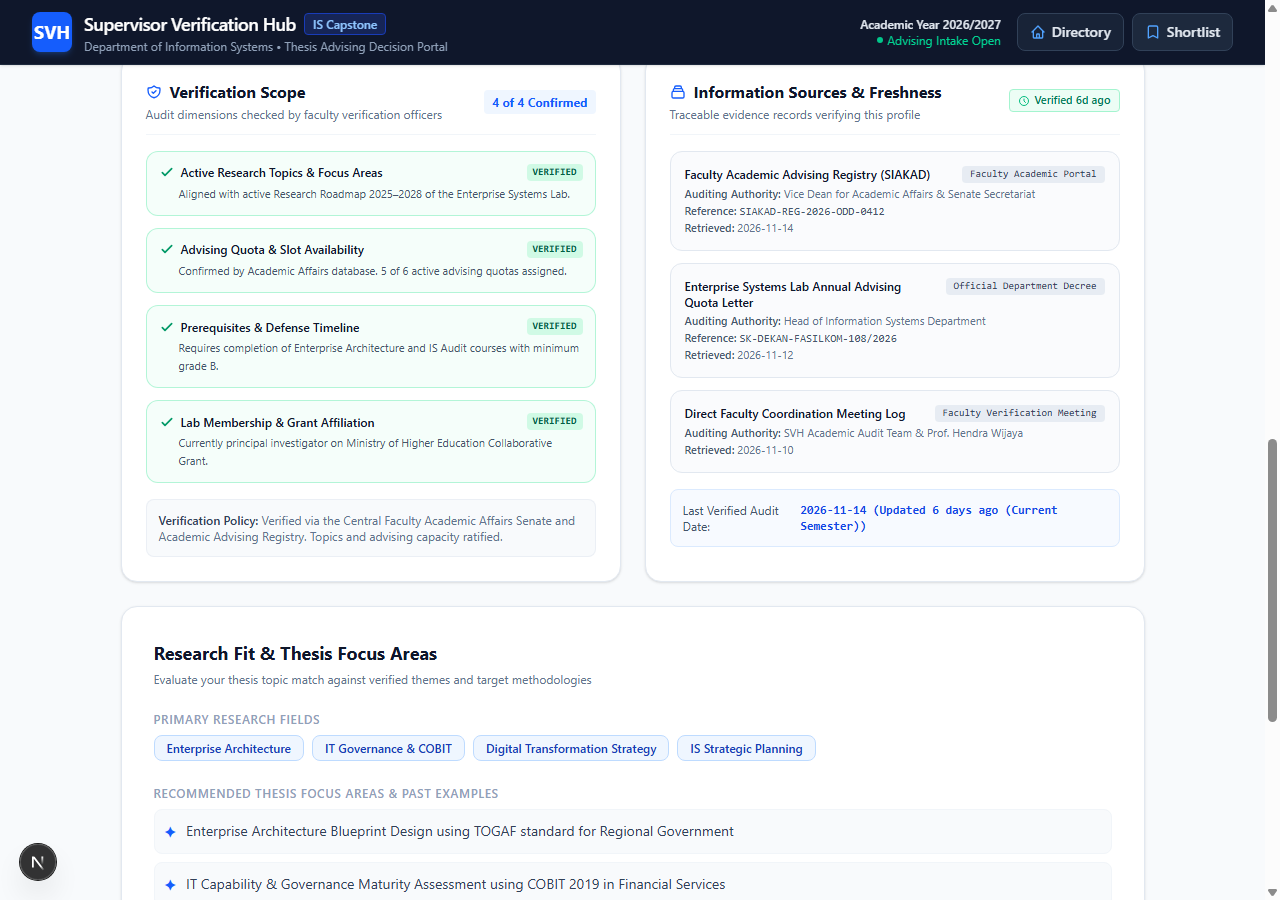 SVH
Supervisor Verification Hub
IS Capstone
Department of Information Systems • Thesis Advising Decision Portal
Academic Year 2026/2027
Advising Intake Open
Directory
Shortlist
Verification Scope
Audit dimensions checked by faculty verification officers
4 of 4 Confirmed
Active Research Topics & Focus Areas
VERIFIED
Aligned with active Research Roadmap 2025–2028 of the Enterprise Systems Lab.
Advising Quota & Slot Availability
VERIFIED
Confirmed by Academic Affairs database. 5 of 6 active advising quotas assigned.
Prerequisites & Defense Timeline
VERIFIED
Requires completion of Enterprise Architecture and IS Audit courses with minimum
grade B.
Lab Membership & Grant Affiliation
VERIFIED
Currently principal investigator on Ministry of Higher Education Collaborative
Grant.
Verification Policy: Verified via the Central Faculty Academic Affairs Senate and
Academic Advising Registry. Topics and advising capacity ratified.
Information Sources & Freshness
Traceable evidence records verifying this profile
Verified 6d ago
Faculty Academic Advising Registry (SIAKAD)
Faculty Academic Portal
Auditing Authority: Vice Dean for Academic Affairs & Senate Secretariat
Reference: SIAKAD-REG-2026-ODD-0412
Retrieved: 2026-11-14
Enterprise Systems Lab Annual Advising
Quota Letter
Official Department Decree
Auditing Authority: Head of Information Systems Department
Reference: SK-DEKAN-FASILKOM-108/2026
Retrieved: 2026-11-12
Direct Faculty Coordination Meeting Log
Faculty Verification Meeting
Auditing Authority: SVH Academic Audit Team & Prof. Hendra Wijaya
Retrieved: 2026-11-10
Last Verified Audit
Date:
2026-11-14 (Updated 6 days ago (Current
Semester))
Research Fit & Thesis Focus Areas
Evaluate your thesis topic match against verified themes and target methodologies
PRIMARY RESEARCH FIELDS
Enterprise Architecture
IT Governance & COBIT
Digital Transformation Strategy
IS Strategic Planning
RECOMMENDED THESIS FOCUS AREAS & PAST EXAMPLES
Enterprise Architecture Blueprint Design using TOGAF standard for Regional Government
IT Capability & Governance Maturity Assessment using COBIT 2019 in Financial Services
N